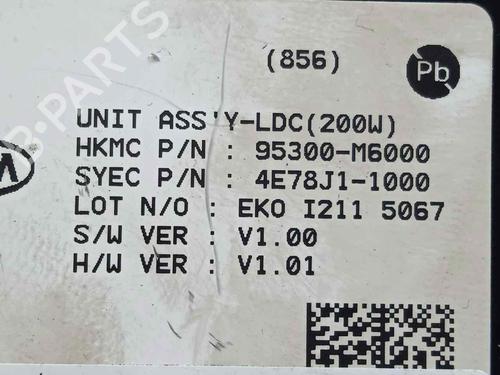 (856)
Pb
UNIT ASS'Y-LDC(200W)
HKMC P/N : 95300-M6000
SYEC P/N : 4E78J1-1000
LOT N/O : EKO I211 5067
S/W VER : V1.00
H/W VER : V1.01
B-PARTS